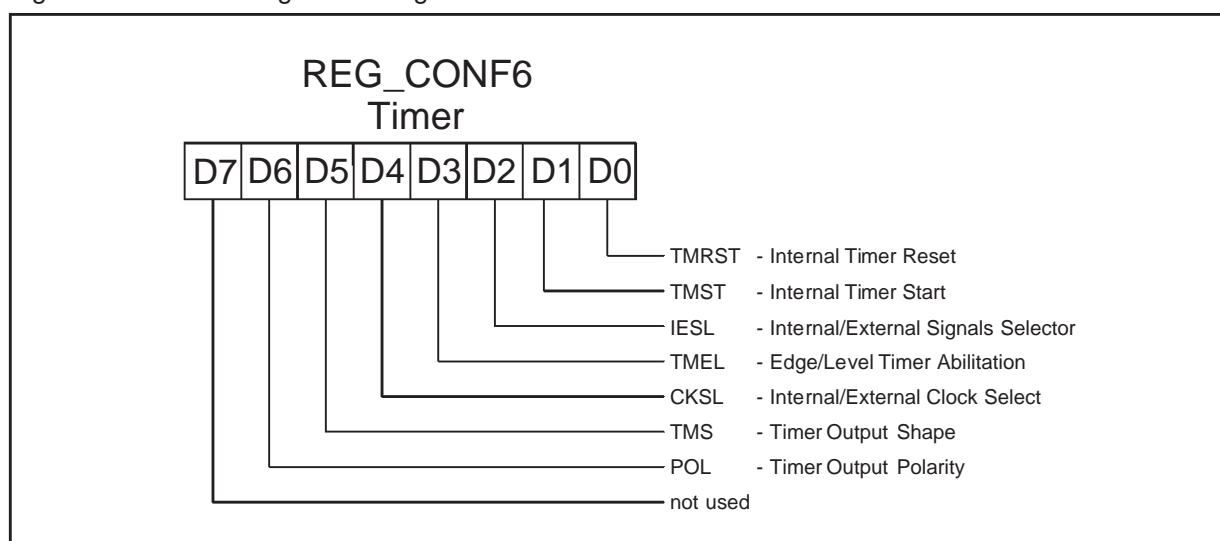 REG_CONF6
Timer
D7 D6 D5 D4 D3 D2 D1 D0
TMRST - Internal Timer Reset
TMST - Internal Timer Start
IESL - Internal/External Signals Selector
TMEL - Edge/Level Timer Abilitation
CKSL - Internal/External Clock Select
TMS - Timer Output Shape
POL - Timer Output Polarity
not used